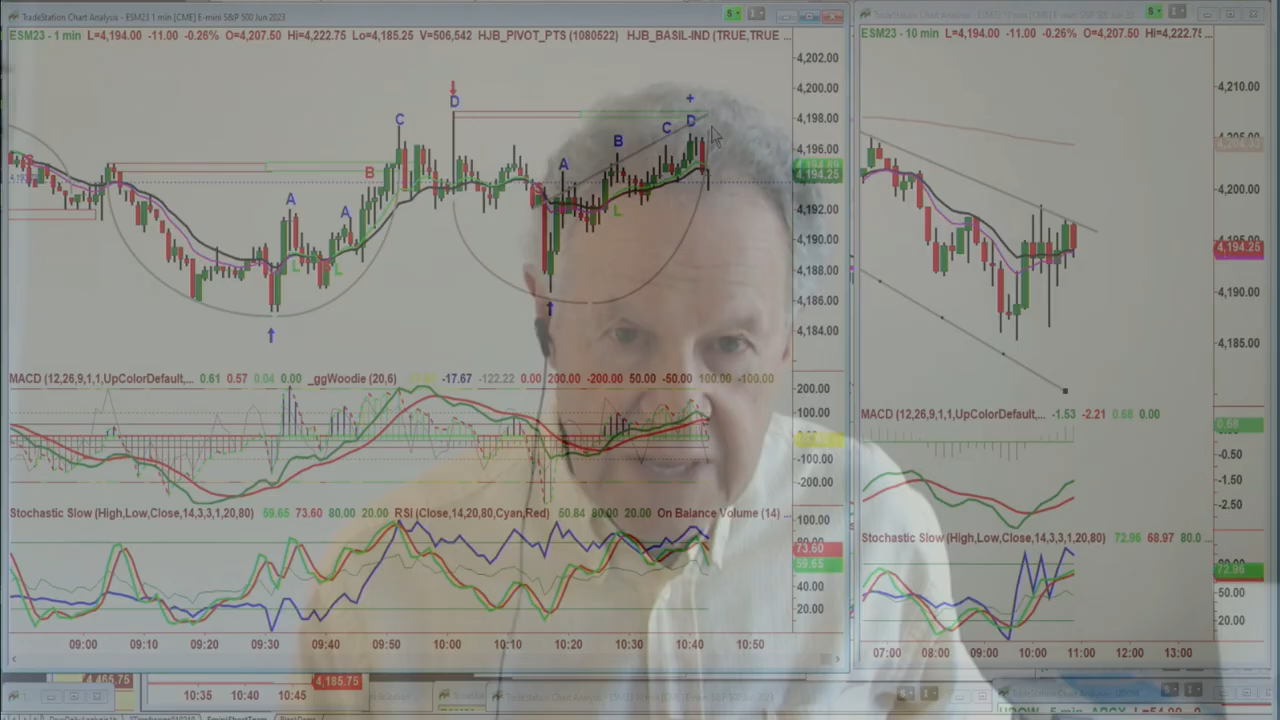 TradeStation Chart Analysis - ESM23 1 min [CME] E-mini S&P 500 Jun 2023
ESM23 - 1 min L=4,194.00 -11.00 -0.26% O=4,207.50 Hi=4,222.75 Lo=4,185.25 V=506,542 HJB_PIVOT_PTS (1080522) HJB_BASIL-IND (TRUE,TRUE ...
4,202.00
4,200.00
4,198.00
4,196.00
4,194.25
4,192.00
4,190.00
4,188.00
4,186.00
4,184.00
C
D
+
D
C
B
A
B
S
A
A
S
L
L
L
MACD (12,26,9,1,1,UpColorDefault,... 0.61 0.57 0.04 0.00 _ggWoodie (20,6) -17.67 -122.22 0.00 200.00 -200.00 50.00 -50.00 100.00 -100.00
200.00
100.00
-100.00
-200.00
Stochastic Slow (High,Low,Close,14,3,3,1,20,80) 59.65 73.60 80.00 20.00 RSI (Close,14,20,80,Cyan,Red) 50.84 80.00 20.00 On Balance Volume (14) ...
100.00
73.60
59.65
40.00
20.00
09:00 09:10 09:20 09:30 09:40 09:50 10:00 10:10 10:20 10:30 10:40 10:50
ESM23 - 10 min L=4,194.00 -11.00 -0.26% O=4,207.50 Hi=4,222.7 ...
4,210.00
4,204.33
4,200.00
4,194.25
4,190.00
4,185.00
MACD (12,26,9,1,1,UpColorDefault,... -1.53 -2.21 0.68 0.00
0.68
-0.50
-1.50
-2.50
Stochastic Slow (High,Low,Close,14,3,3,1,20,80) 72.96 68.97 80.0 ...
72.96
50.00
20.00
07:00 08:00 09:00 10:00 11:00 12:00 13:00
4,465.75
10:35 10:40 10:45
4,185.75